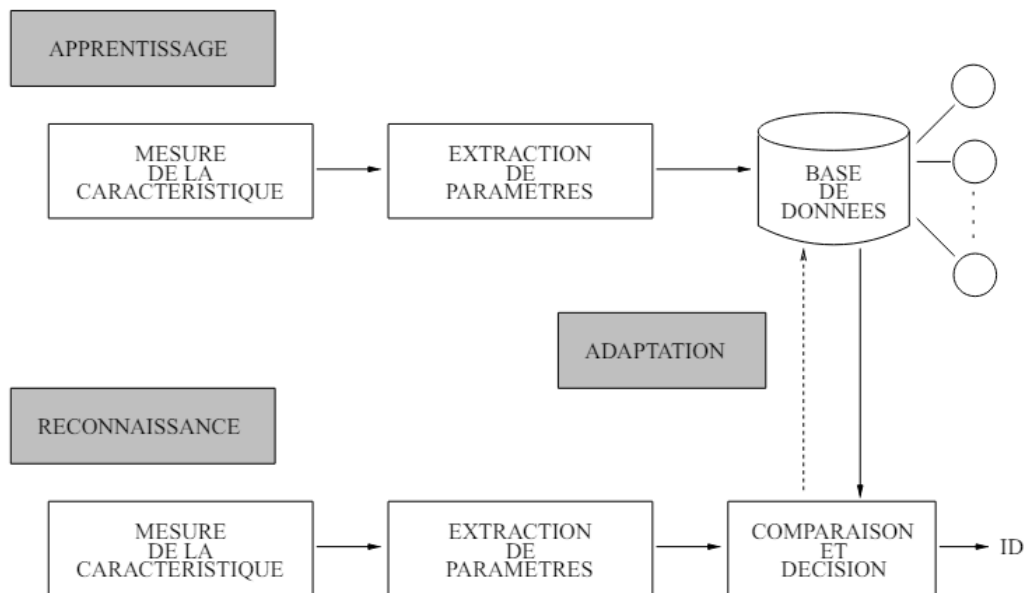 APPRENTISSAGE
MESURE
DE LA
CARACTERISTIQUE
EXTRACTION
DE
PARAMETRES
BASE
DE
DONNEES
ADAPTATION
RECONNAISSANCE
MESURE
DE LA
CARACTERISTIQUE
EXTRACTION
DE
PARAMETRES
COMPARAISON
ET
DECISION
ID